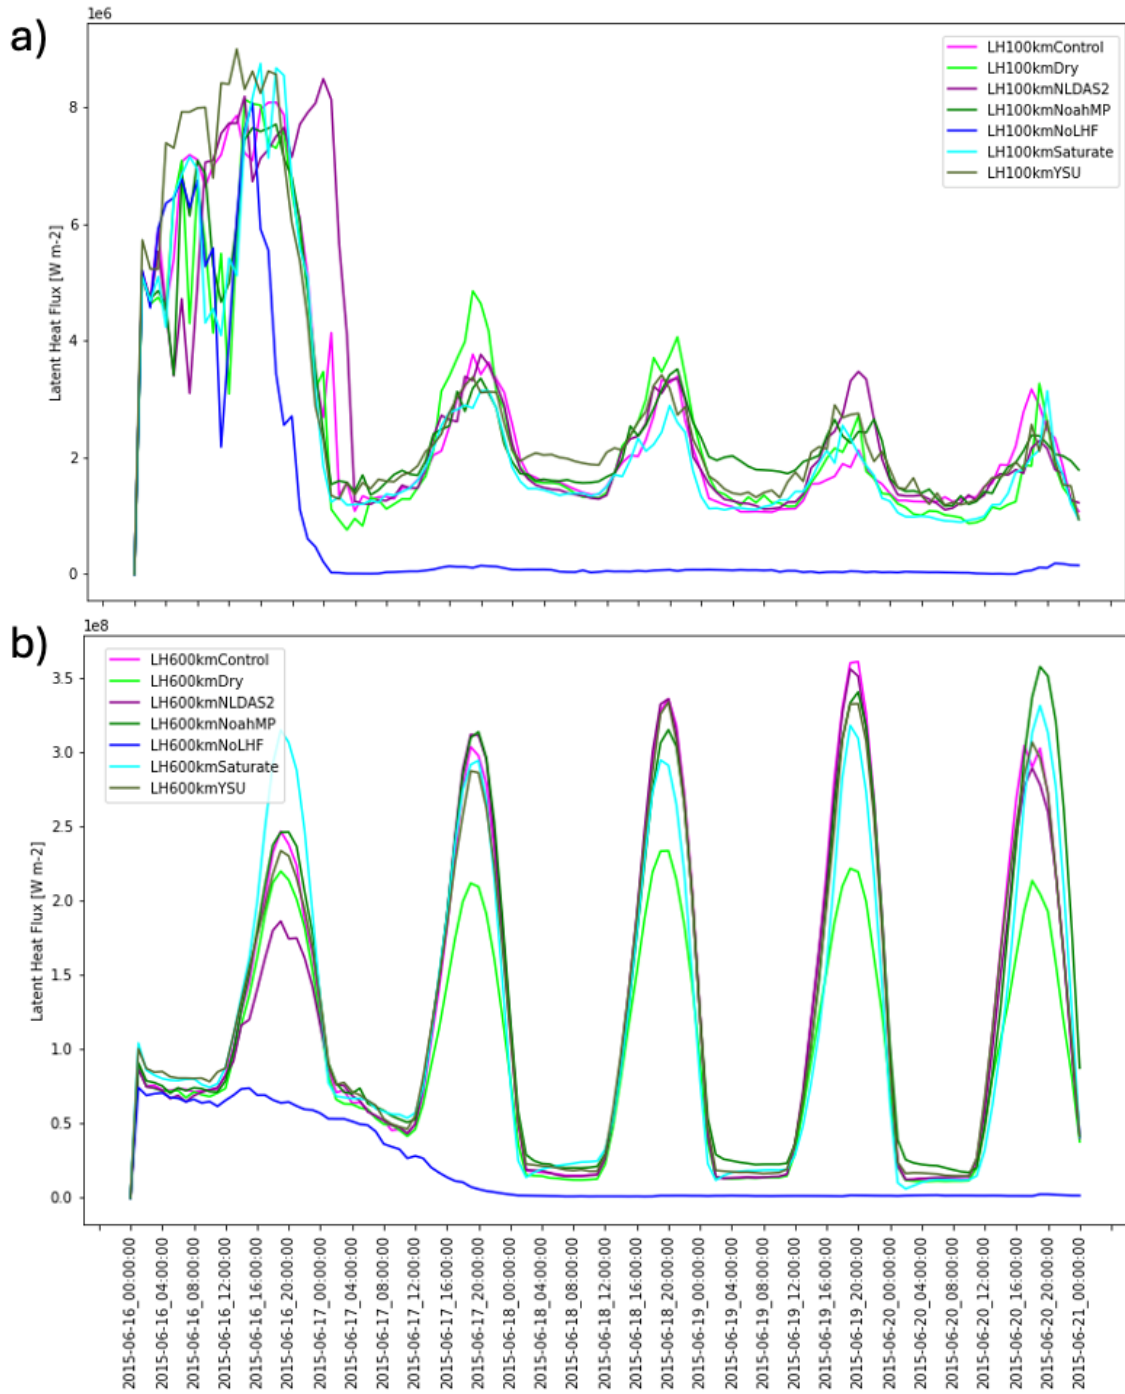 a)
1e6
Latent Heat Flux [W m-2]
8
6
4
2
0
LH100kmControl
LH100kmDry
LH100kmNLDAS2
LH100kmNoahMP
LH100kmNoLHF
LH100kmSaturate
LH100kmYSU
b)
1e8
Latent Heat Flux [W m-2]
3.5
3.0
2.5
2.0
1.5
1.0
0.5
0.0
LH600kmControl
LH600kmDry
LH600kmNLDAS2
LH600kmNoahMP
LH600kmNoLHF
LH600kmSaturate
LH600kmYSU
2015-06-16_00:00:00
2015-06-16_04:00:00
2015-06-16_08:00:00
2015-06-16_12:00:00
2015-06-16_16:00:00
2015-06-16_20:00:00
2015-06-17_00:00:00
2015-06-17_04:00:00
2015-06-17_08:00:00
2015-06-17_12:00:00
2015-06-17_16:00:00
2015-06-17_20:00:00
2015-06-18_00:00:00
2015-06-18_04:00:00
2015-06-18_08:00:00
2015-06-18_12:00:00
2015-06-18_16:00:00
2015-06-18_20:00:00
2015-06-19_00:00:00
2015-06-19_04:00:00
2015-06-19_08:00:00
2015-06-19_12:00:00
2015-06-19_16:00:00
2015-06-19_20:00:00
2015-06-20_00:00:00
2015-06-20_04:00:00
2015-06-20_08:00:00
2015-06-20_12:00:00
2015-06-20_16:00:00
2015-06-20_20:00:00
2015-06-21_00:00:00